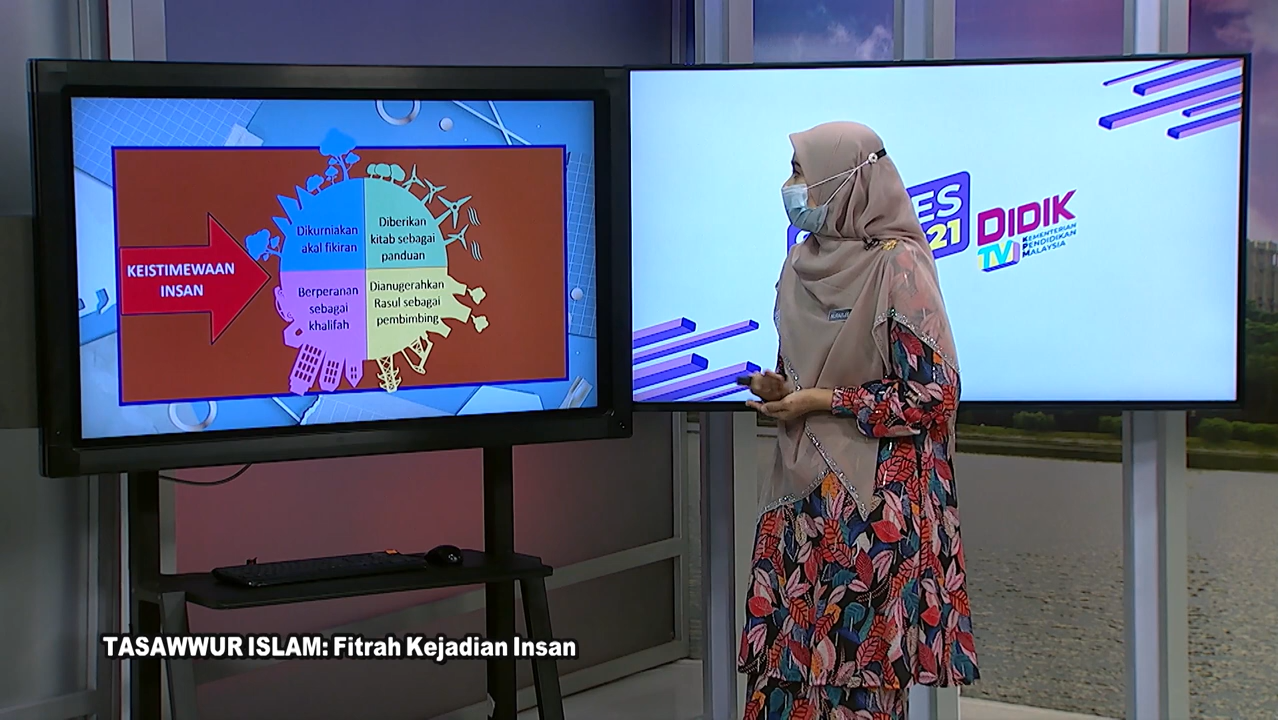 KEISTIMEWAAN
INSAN
Dikurniakan
akal fikiran
Diberikan
kitab sebagai
panduan
Berperanan
sebagai
khalifah
Dianugerahkan
Rasul sebagai
pembimbing
21
DIDIK
TV
KEMENTERIAN
PENDIDIKAN
MALAYSIA
TASAWWUR ISLAM: Fitrah Kejadian Insan